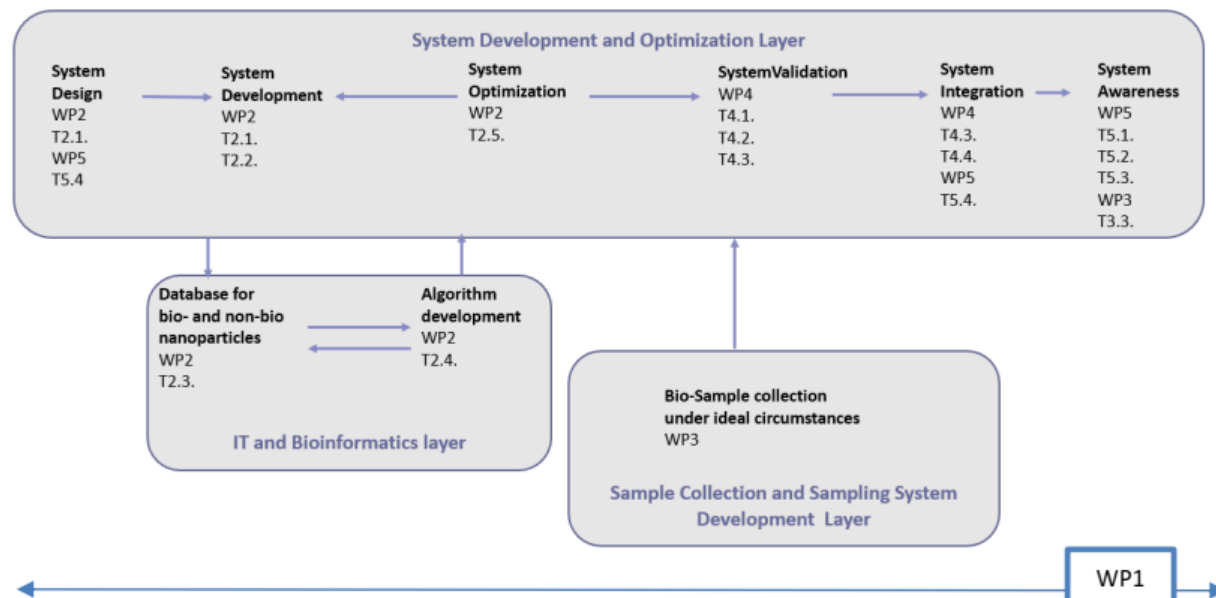 System Development and Optimization Layer
System
Design
WP2
T2.1.
WP5
T5.4
System
Development
WP2
T2.1.
T2.2.
System
Optimization
WP2
T2.5.
SystemValidation
WP4
T4.1.
T4.2.
T4.3.
System
Integration
WP4
T4.3.
T4.4.
WP5
T5.4.
System
Awareness
WP5
T5.1.
T5.2.
T5.3.
WP3
T3.3.
Database for
bio- and non-bio
nanoparticles
WP2
T2.3.
Algorithm
development
WP2
T2.4.
IT and Bioinformatics layer
Bio-Sample collection
under ideal circumstances
WP3
Sample Collection and Sampling System
Development Layer
WP1